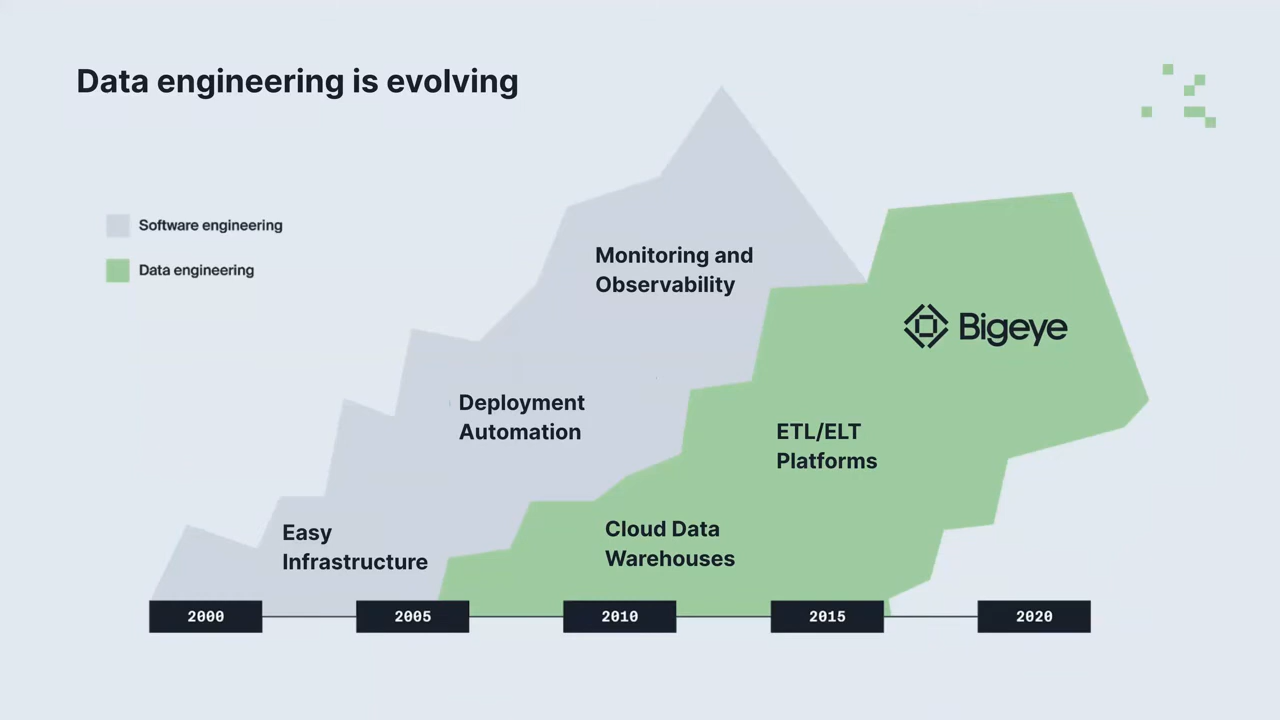 Data engineering is evolving
Software engineering
Data engineering
Monitoring and
Observability
Bigeye
Deployment
Automation
ETL/ELT
Platforms
Easy
Infrastructure
Cloud Data
Warehouses
2000
2005
2010
2015
2020